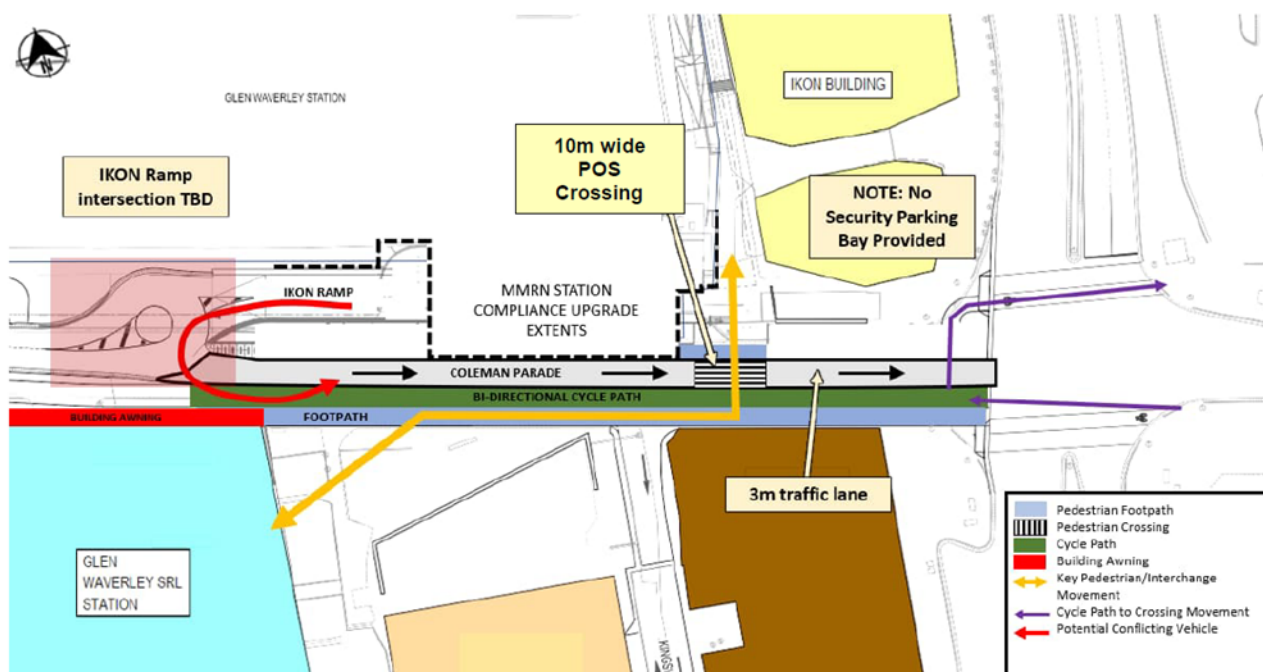 N
GLEN WAVERLEY STATION
IKON BUILDING
10m wide
POS
Crossing
IKON Ramp
intersection TBD
NOTE: No
Security Parking
Bay Provided
IKON RAMP
MMRN STATION
COMPLIANCE UPGRADE
EXTENTS
COLEMAN PARADE
BI-DIRECTIONAL CYCLE PATH
BUILDING AWNING
FOOTPATH
3m traffic lane
GLEN
WAVERLEY SRL
STATION
KINGS
Pedestrian Footpath
Pedestrian Crossing
Cycle Path
Building Awning
Key Pedestrian/Interchange
Movement
Cycle Path to Crossing Movement
Potential Conflicting Vehicle